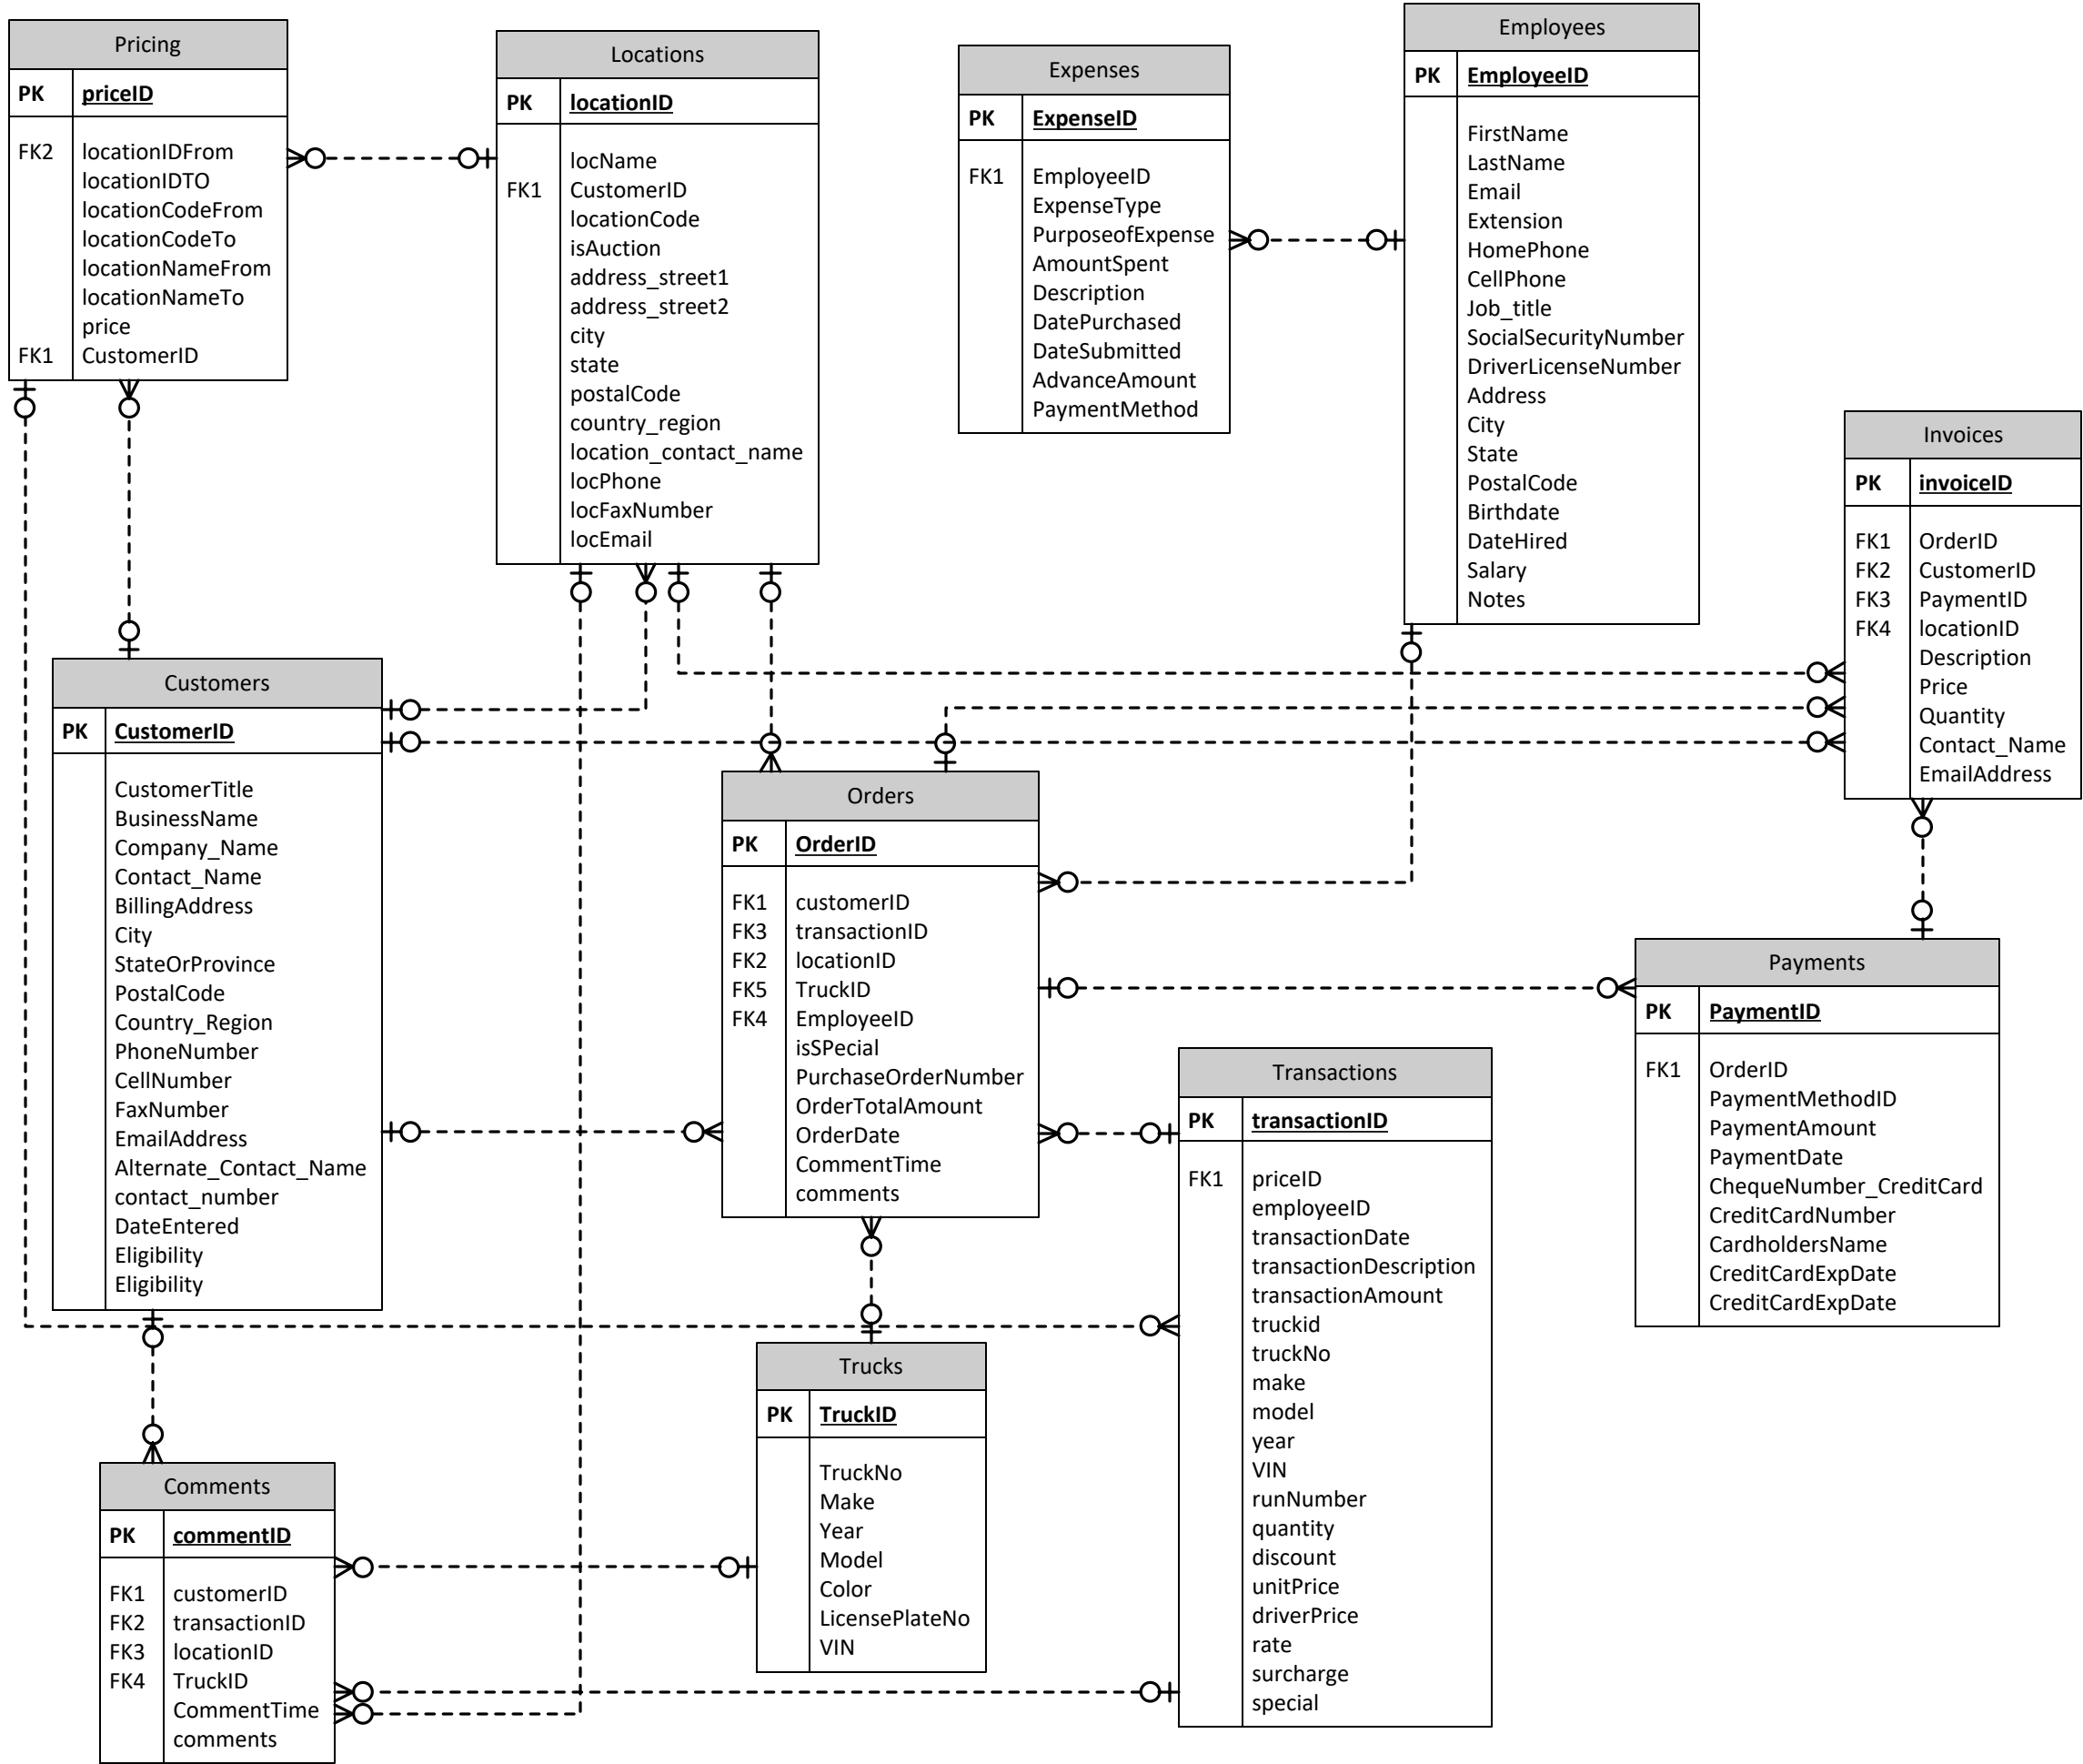 Pricing
PK priceID
FK2 locationIDFrom
locationIDTO
locationCodeFrom
locationCodeTo
locationNameFrom
locationNameTo
price
FK1 CustomerID
Locations
PK locationID
locName
FK1 CustomerID
locationCode
isAuction
address_street1
address_street2
city
state
postalCode
country_region
location_contact_name
locPhone
locFaxNumber
locEmail
Expenses
PK ExpenseID
FK1 EmployeeID
ExpenseType
PurposeofExpense
AmountSpent
Description
DatePurchased
DateSubmitted
AdvanceAmount
PaymentMethod
Employees
PK EmployeeID
FirstName
LastName
Email
Extension
HomePhone
CellPhone
Job_title
SocialSecurityNumber
DriverLicenseNumber
Address
City
State
PostalCode
Birthdate
DateHired
Salary
Notes
Invoices
PK invoiceID
FK1 OrderID
FK2 CustomerID
FK3 PaymentID
FK4 locationID
Description
Price
Quantity
Contact_Name
EmailAddress
Customers
PK CustomerID
CustomerTitle
BusinessName
Company_Name
Contact_Name
BillingAddress
City
StateOrProvince
PostalCode
Country_Region
PhoneNumber
CellNumber
FaxNumber
EmailAddress
Alternate_Contact_Name
contact_number
DateEntered
Eligibility
Eligibility
Orders
PK OrderID
FK1 customerID
FK3 transactionID
FK2 locationID
FK5 TruckID
FK4 EmployeeID
isSPecial
PurchaseOrderNumber
OrderTotalAmount
OrderDate
CommentTime
comments
Payments
PK PaymentID
FK1 OrderID
PaymentMethodID
PaymentAmount
PaymentDate
ChequeNumber_CreditCard
CreditCardNumber
CardholdersName
CreditCardExpDate
CreditCardExpDate
Transactions
PK transactionID
FK1 priceID
employeeID
transactionDate
transactionDescription
transactionAmount
truckid
truckNo
make
model
year
VIN
runNumber
quantity
discount
unitPrice
driverPrice
rate
surcharge
special
Trucks
PK TruckID
TruckNo
Make
Year
Model
Color
LicensePlateNo
VIN
Comments
PK commentID
FK1 customerID
FK2 transactionID
FK3 locationID
FK4 TruckID
CommentTime
comments